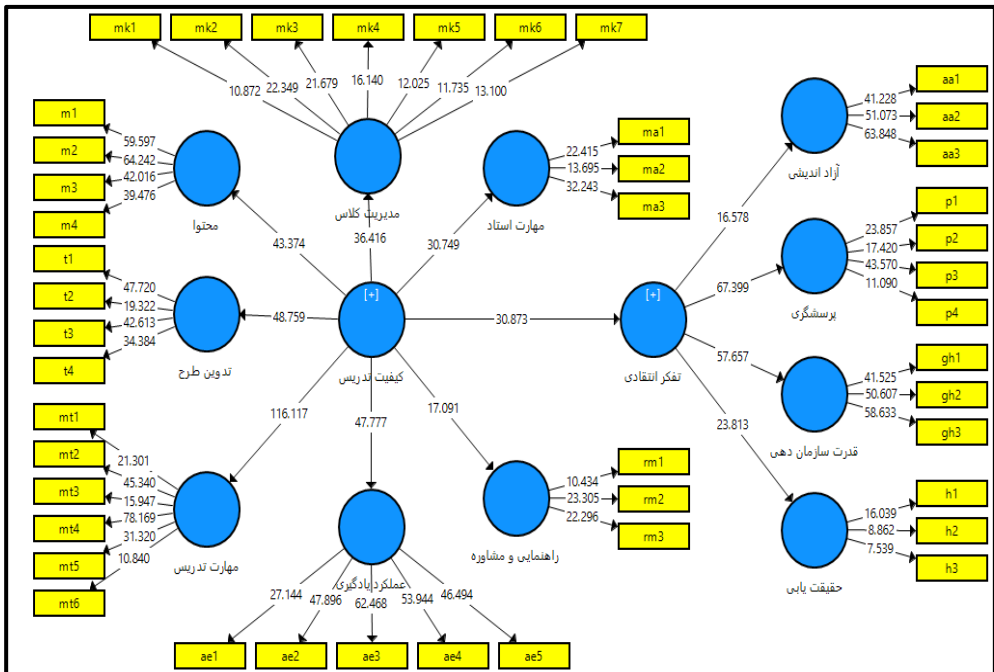 mk1 mk2 mk3 mk4 mk5 mk6 mk7
10.872 22.349 21.679 16.140 12.025 11.735 13.100
مدیریت کلاس
m1
m2
m3
m4
59.597
64.242
42.016
39.476
محتوا
ma1
ma2
ma3
22.415
13.695
32.243
مهارت استاد
aa1
aa2
aa3
41.228
51.073
63.848
آزاد اندیشی
43.374
36.416
30.749
16.578
t1
t2
t3
t4
47.720
19.322
42.613
34.384
تدوین طرح
48.759
[+]
کیفیت تدریس
30.873
[+]
تفکر انتقادی
67.399
57.657
23.813
p1
p2
p3
p4
23.857
17.420
43.570
11.090
پرسشگری
gh1
gh2
gh3
41.525
50.607
58.633
قدرت سازمان دهی
116.117
47.777
17.091
mt1
mt2
mt3
mt4
mt5
mt6
21.301
45.340
15.947
78.169
31.320
10.840
مهارت تدریس
عملکرد یادگیری
27.144 47.896 62.468 53.944 46.494
ae1 ae2 ae3 ae4 ae5
rm1
rm2
rm3
10.434
23.305
22.296
راهنمایی و مشاوره
h1
h2
h3
16.039
8.862
7.539
حقیقت یابی